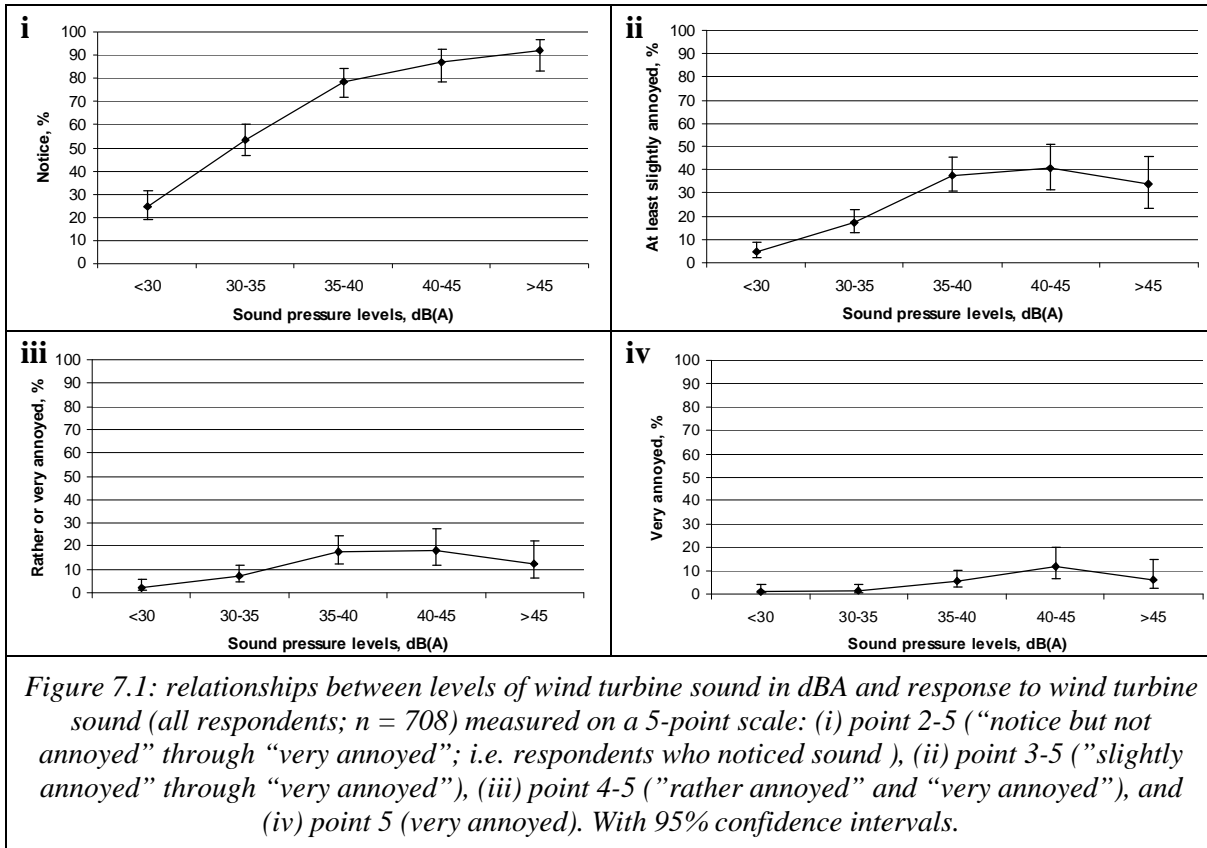 i
100
90
80
70
60
50
40
30
20
10
0
Notice, %
<30 30-35 35-40 40-45 >45
Sound pressure levels, dB(A)
ii
100
90
80
70
60
50
40
30
20
10
0
At least slightly annoyed, %
<30 30-35 35-40 40-45 >45
Sound pressure levels, dB(A)
iii
100
90
80
70
60
50
40
30
20
10
0
Rather or very annoyed, %
<30 30-35 35-40 40-45 >45
Sound pressure levels, dB(A)
iv
100
90
80
70
60
50
40
30
20
10
0
Very annoyed, %
<30 30-35 35-40 40-45 >45
Sound pressure levels, dB(A)
Figure 7.1: relationships between levels of wind turbine sound in dBA and response to wind turbine
sound (all respondents; n = 708) measured on a 5-point scale: (i) point 2-5 (“notice but not
annoyed” through “very annoyed”; i.e. respondents who noticed sound ), (ii) point 3-5 (”slightly
annoyed” through “very annoyed”), (iii) point 4-5 (”rather annoyed” and “very annoyed”), and
(iv) point 5 (very annoyed). With 95% confidence intervals.